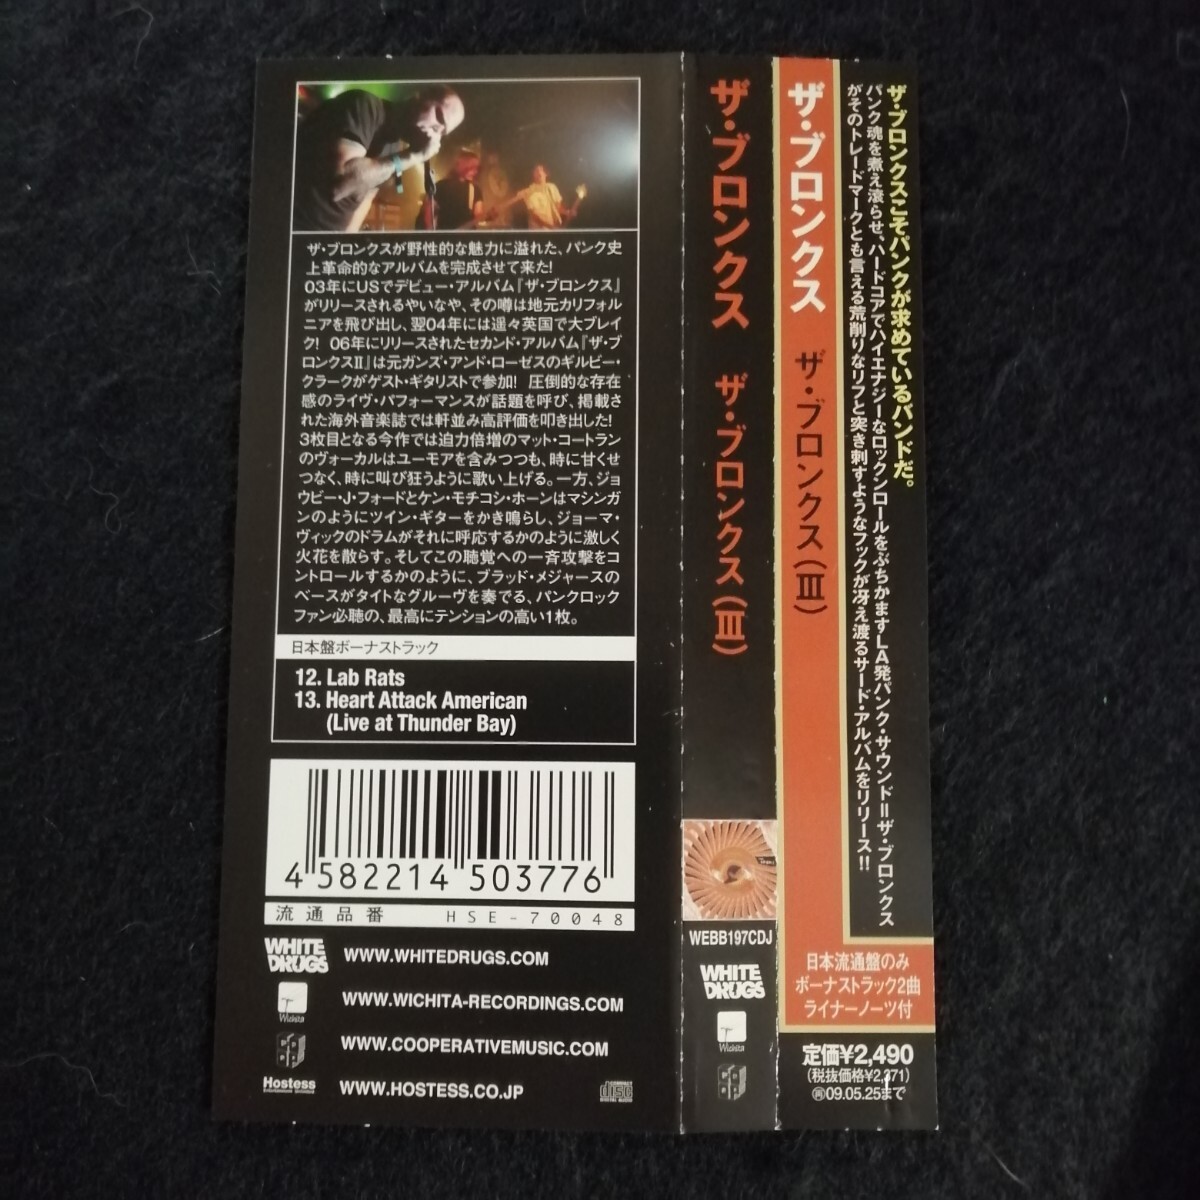 ザ・ブロンクスが野性的な魅力に溢れた、パンク史
上革命的なアルバムを完成させて来た!
03年にUSでデビュー・アルバム『ザ・ブロンクス』
がリリースされるやいなや、その噂は地元カリフォル
ニアを飛び出し、翌04年には遥々英国で大ブレイ
ク! 06年にリリースされたセカンド・アルバム『ザ・ブ
ロンクスII』は元ガンズ・アンド・ローゼスのギルビー・
クラークがゲスト・ギタリストで参加! 圧倒的な存在
感のライヴ・パフォーマンスが話題を呼び、掲載さ
れた海外音楽誌では軒並み高評価を叩き出した!
3枚目となる今作では迫力倍増のマット・コートラン
のヴォーカルはユーモアを含みつつも、時に甘くせ
つなく、時に叫び狂うように歌い上げる。一方、ジョ
ウビー・J・フォードとケン・モチコシ・ホーンはマシンガ
ンのようにツイン・ギターをかき鳴らし、ジョーマ・
ヴィックのドラムがそれに呼応するかのように激しく
火花を散らす。そしてこの聴覚への一斉攻撃をコ
ントロールするかのように、ブラッド・メジャースの
ベースがタイトなグルーヴを奏でる、パンクロック
ファン必聴の、最高にテンションの高い1枚。
日本盤ボーナストラック
12. Lab Rats
13. Heart Attack American
(Live at Thunder Bay)
4 582214 503776
流通品番 HSE-70048
WHITE DRUGS WWW.WHITEDRUGS.COM
Wichita WWW.WICHITA-RECORDINGS.COM
WWW.COOPERATIVEMUSIC.COM
Hostess WWW.HOSTESS.CO.JP
COMPACT disc DIGITAL AUDIO
ザ・ブロンクス ザ・ブロンクス(III)
WEBB197CDJ
WHITE DRUGS
Wichita
ザ・ブロンクス ザ・ブロンクス(III)
ザ・ブロンクスこそパンクが求めているバンドだ。
パンク魂を煮え滾らせ、ハードコアでハイエナジーなロックンロールをぶちかますLA発パンク・サウンド=ザ・ブロンクス
がそのトレードマークとも言える荒削りなリフと突き刺すようなフックが冴え渡るサード・アルバムをリリース!!
日本流通盤のみ
ボーナストラック2曲
ライナーノーツ付
定価¥2,490
(税抜価格¥2,371)
㊢09.05.25まで